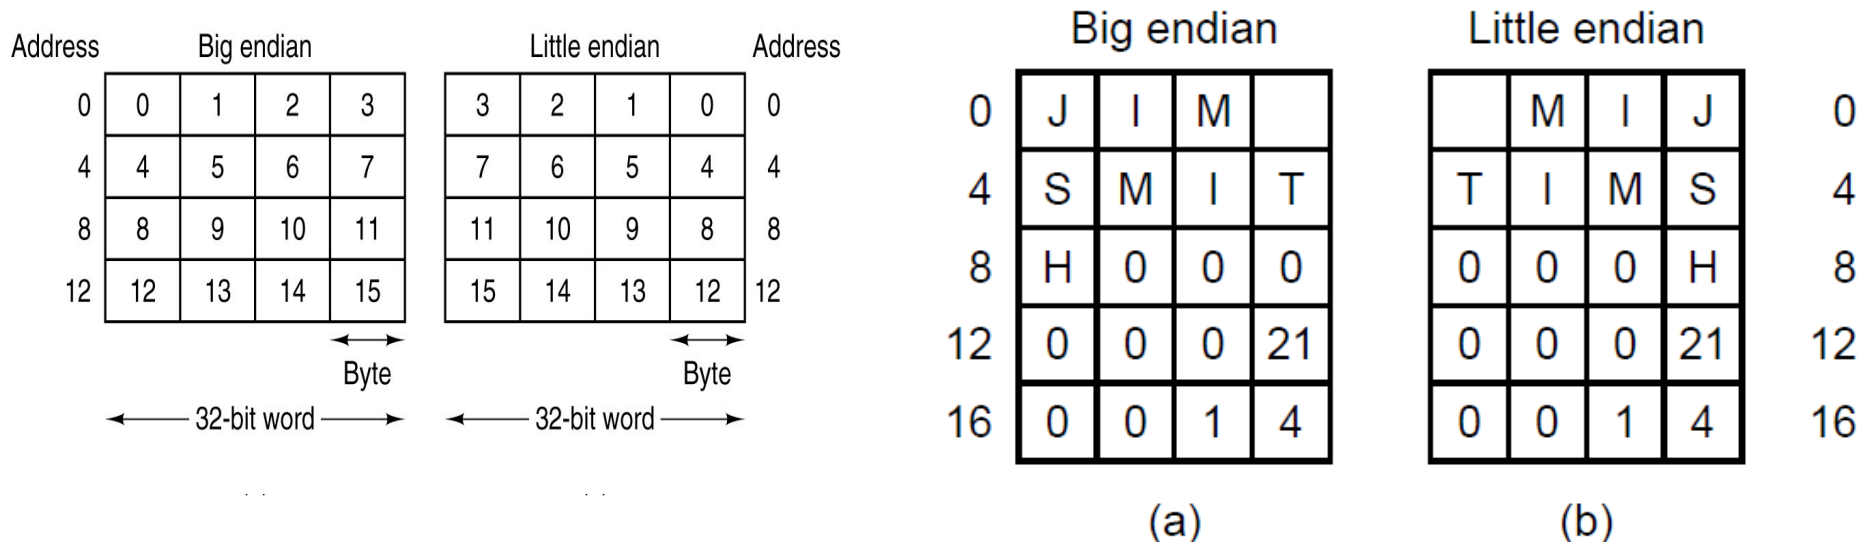 Address Big endian Little endian Address
0 0 1 2 3 3 2 1 0 0
4 4 5 6 7 7 6 5 4 4
8 8 9 10 11 11 10 9 8 8
12 12 13 14 15 15 14 13 12 12
Byte Byte
32-bit word 32-bit word
Big endian Little endian
0 J I M M I J 0
4 S M I T T I M S 4
8 H 0 0 0 0 0 0 H 8
12 0 0 0 21 0 0 0 21 12
16 0 0 1 4 0 0 1 4 16
(a) (b)